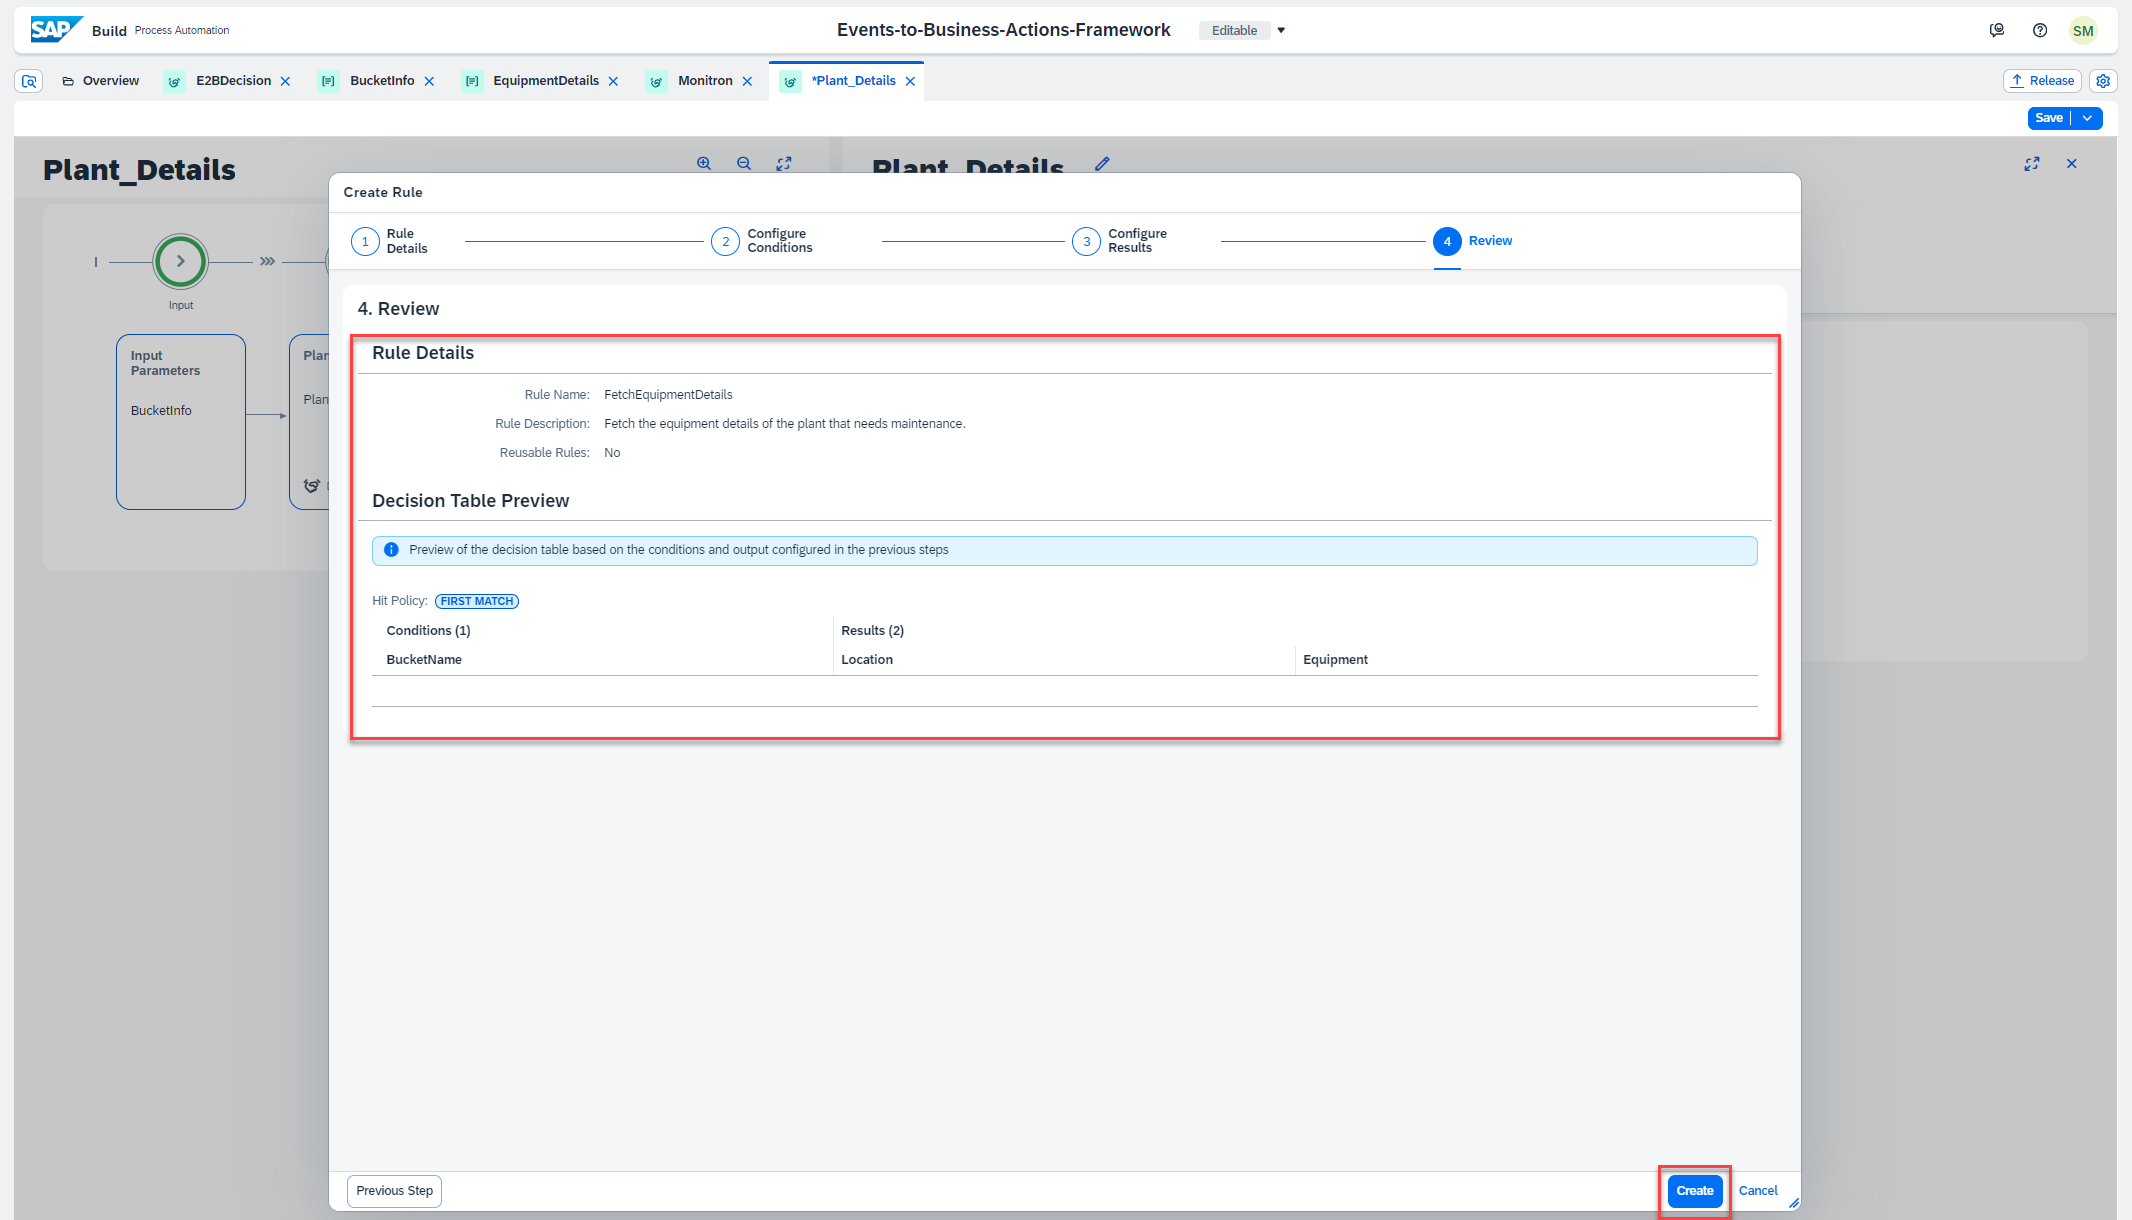 SAP Build Process Automation
Events-to-Business-Actions-Framework
Editable
SM
Overview
E2BDecision
BucketInfo
EquipmentDetails
Monitron
*Plant_Details
Release
Save
Plant_Details
Plant_Details
Input
Input
Parameters
BucketInfo
Plan
Plan
Create Rule
1 Rule
Details
2 Configure
Conditions
3 Configure
Results
4 Review
4. Review
Rule Details
Rule Name: FetchEquipmentDetails
Rule Description: Fetch the equipment details of the plant that needs maintenance.
Reusable Rules: No
Decision Table Preview
Preview of the decision table based on the conditions and output configured in the previous steps
Hit Policy: FIRST MATCH
Conditions (1) Results (2)
BucketName Location Equipment
Previous Step
Create
Cancel